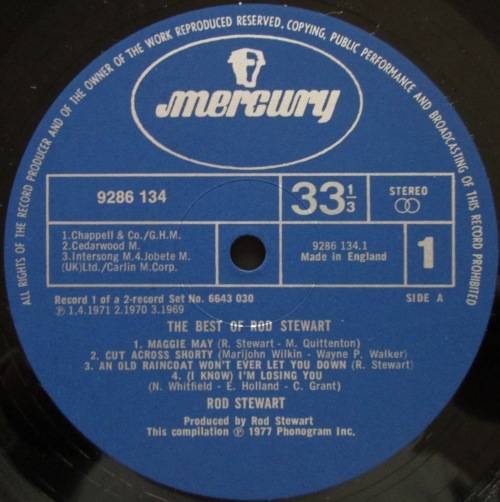 ALL RIGHTS OF THE RECORD PRODUCER AND OF THE OWNER OF THE WORK REPRODUCED RESERVED, COPYING, PUBLIC PERFORMANCE AND BROADCASTING OF THIS RECORD PROHIBITED
mercury
9286 134
33⅓
STEREO
1.Chappell & Co./G.H.M.
2.Cedarwood M.
3.Intersong M.4.Jobete M.
(UK)Ltd./Carlin M.Corp.
9286 134.1
Made in England
1
Record 1 of a 2-record Set No. 6643 030
SIDE A
℗ 1.4.1971 2.1970 3.1969
THE BEST OF ROD STEWART
1. MAGGIE MAY (R. Stewart - M. Quittenton)
2. CUT ACROSS SHORTY (Marijohn Wilkin - Wayne P. Walker)
3. AN OLD RAINCOAT WON'T EVER LET YOU DOWN (R. Stewart)
4. (I KNOW) I'M LOSING YOU
(N. Whitfield - E. Holland - C. Grant)
ROD STEWART
Produced by Rod Stewart
This compilation ℗ 1977 Phonogram Inc.